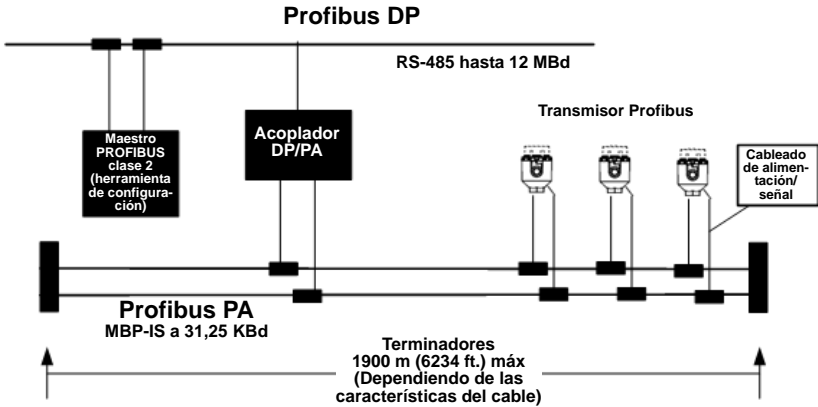 Profibus DP
RS-485 hasta 12 MBd
Maestro
PROFIBUS
clase 2
(herramienta
de configura-
ción)
Acoplador
DP/PA
Transmisor Profibus
Cableado
de alimen-
tación/
señal
Profibus PA
MBP-IS a 31,25 KBd
Terminadores
1900 m (6234 ft.) máx
(Dependiendo de las
características del cable)